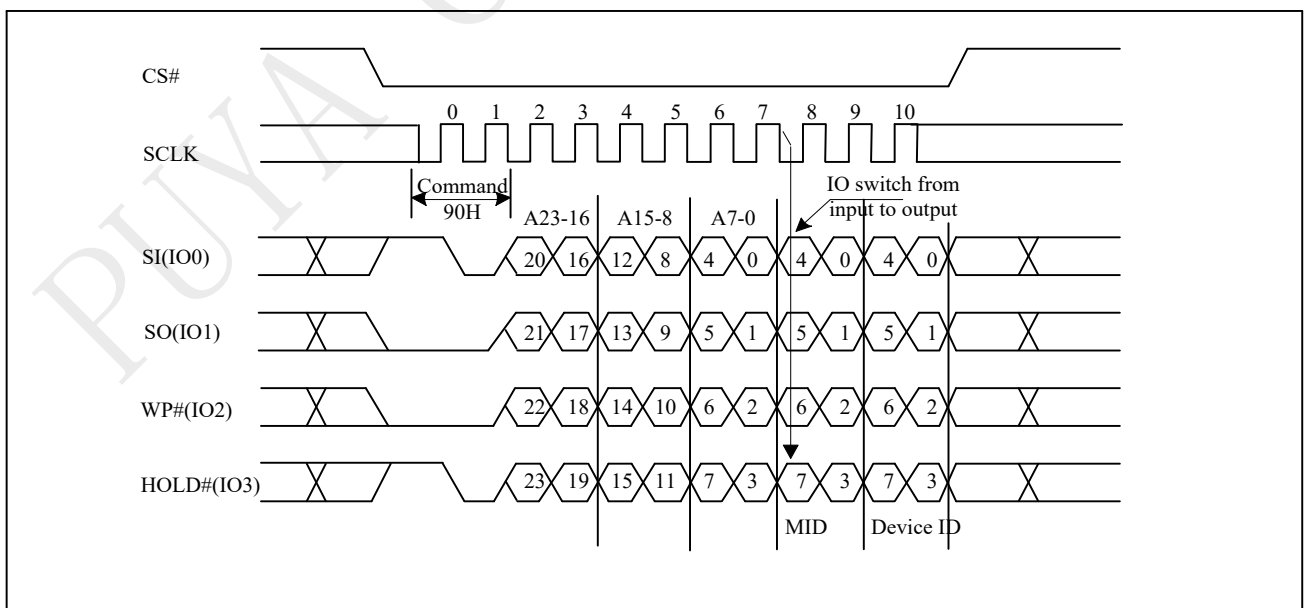 PUYA
CS#
0 1 2 3 4 5 6 7 8 9 10
SCLK
Command
90H
IO switch from
input to output
A23-16 A15-8 A7-0
SI(IO0) 20 16 12 8 4 0 4 0 4 0
SO(IO1) 21 17 13 9 5 1 5 1 5 1
WP#(IO2) 22 18 14 10 6 2 6 2 6 2
HOLD#(IO3) 23 19 15 11 7 3 7 3 7 3
MID Device ID